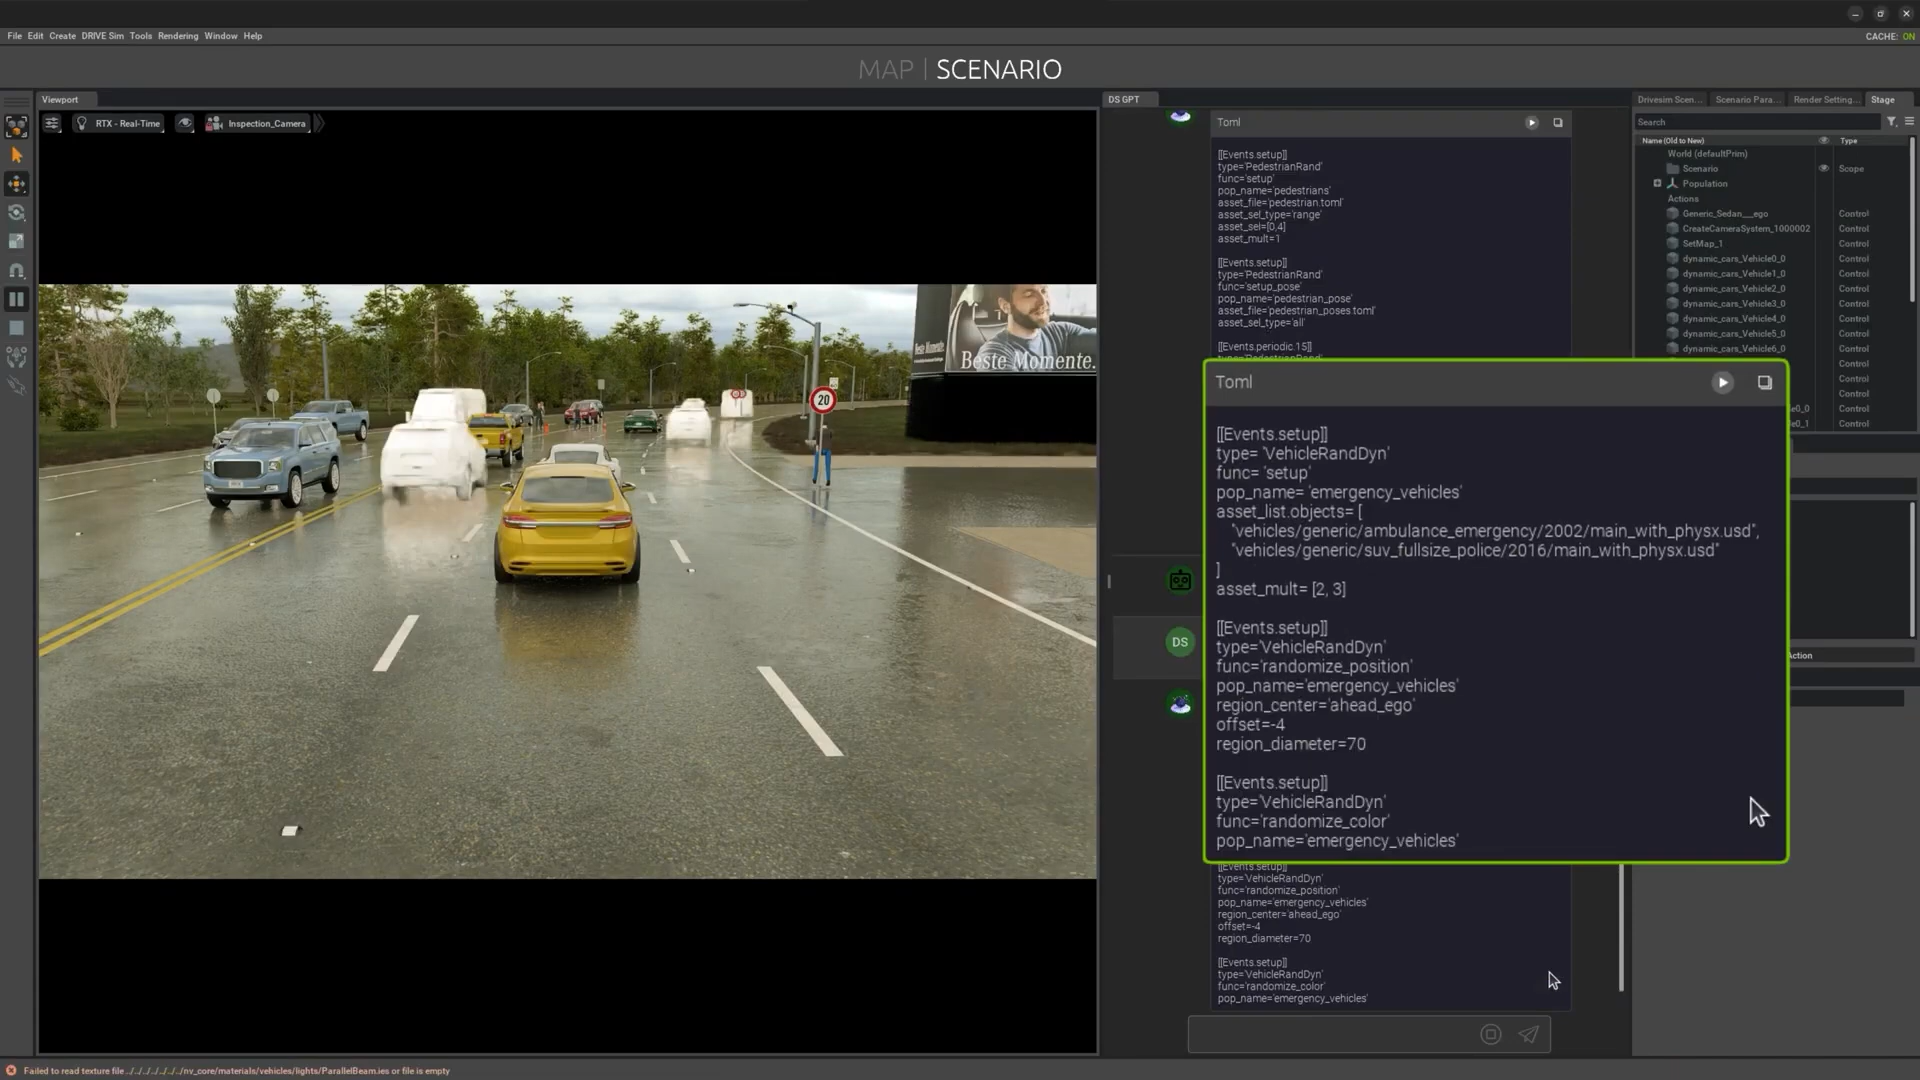 File Edit Create DRIVE Sim Tools Rendering Window Help
CACHE: ON
MAP | SCENARIO
Viewport
RTX - Real-Time
Inspection_Camera
Beste Momente.
20
DS GPT
Toml
[[Events.setup]]
type='PedestrianRand'
func='setup'
pop_name='pedestrians'
asset_file='pedestrian.toml'
asset_sel_type='range'
asset_sel=[0,4]
asset_mult=1
[[Events.setup]]
type='PedestrianRand'
func='setup_pose'
pop_name='pedestrian_pose'
asset_file='pedestrian_poses.toml'
asset_sel_type='all'
[[Events.periodic.15]]
Toml
[[Events.setup]]
type= 'VehicleRandDyn'
func= 'setup'
pop_name= 'emergency_vehicles'
asset_list.objects= [
"vehicles/generic/ambulance_emergency/2002/main_with_physx.usd",
"vehicles/generic/suv_fullsize_police/2016/main_with_physx.usd"
]
asset_mult= [2, 3]
[[Events.setup]]
type='VehicleRandDyn'
func='randomize_position'
pop_name='emergency_vehicles'
region_center='ahead_ego'
offset=-4
region_diameter=70
[[Events.setup]]
type='VehicleRandDyn'
func='randomize_color'
pop_name='emergency_vehicles'
DS
[[Events.setup]]
type='VehicleRandDyn'
func='randomize_position'
pop_name='emergency_vehicles'
region_center='ahead_ego'
offset=-4
region_diameter=70
[[Events.setup]]
type='VehicleRandDyn'
func='randomize_color'
pop_name='emergency_vehicles'
Drivesim Scen... Scenario Para... Render Setting... Stage
Search
Name (Old to New) Type
World (defaultPrim)
Scenario Scope
Population
Actions
Generic_Sedan__ego Control
CreateCameraSystem_1000002 Control
SetMap_1 Control
dynamic_cars_Vehicle0_0 Control
dynamic_cars_Vehicle1_0 Control
dynamic_cars_Vehicle2_0 Control
dynamic_cars_Vehicle3_0 Control
dynamic_cars_Vehicle4_0 Control
dynamic_cars_Vehicle5_0 Control
dynamic_cars_Vehicle6_0 Control
Control
Control
le0_0 Control
le0_1 Control
Action
Failed to read texture file ../../../../../../nv_core/materials/vehicles/lights/ParallelBeam.ies or file is empty